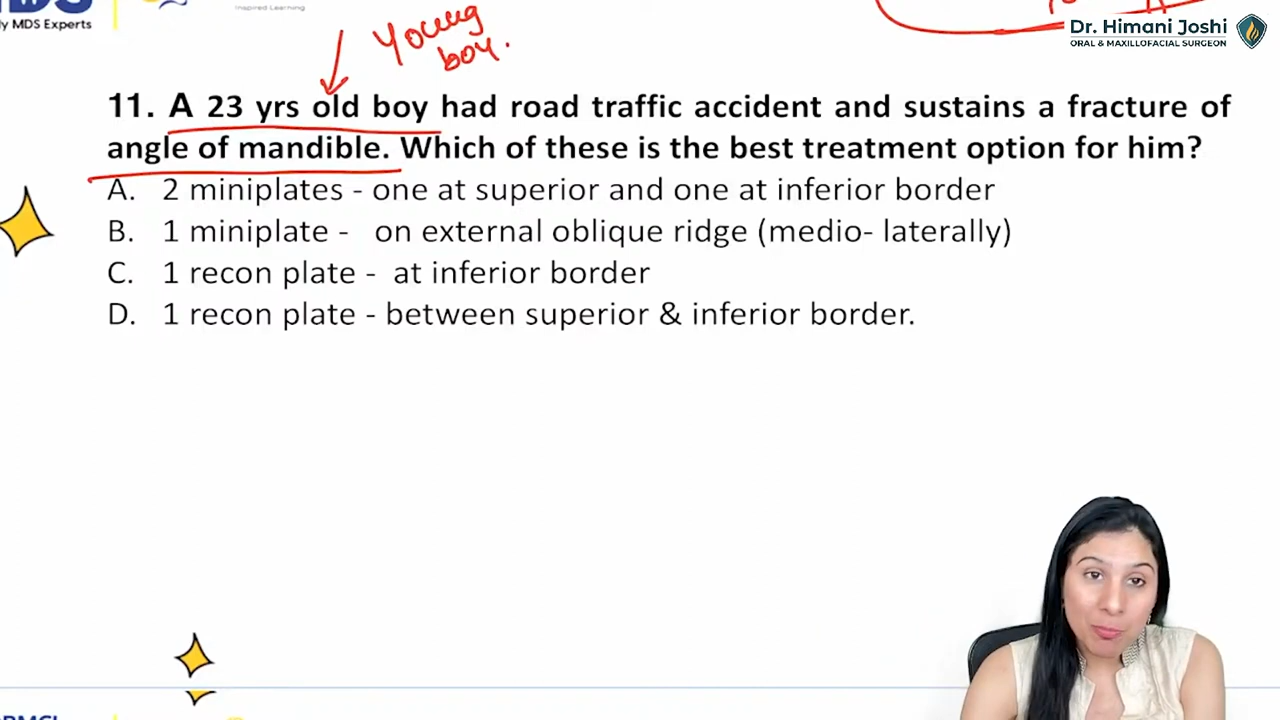 Inspired Learning
ly MDS Experts
Young
boy.
Dr. Himani Joshi
ORAL & MAXILLOFACIAL SURGEON
11. A 23 yrs old boy had road traffic accident and sustains a fracture of
angle of mandible. Which of these is the best treatment option for him?
A. 2 miniplates - one at superior and one at inferior border
B. 1 miniplate - on external oblique ridge (medio- laterally)
C. 1 recon plate - at inferior border
D. 1 recon plate - between superior & inferior border.